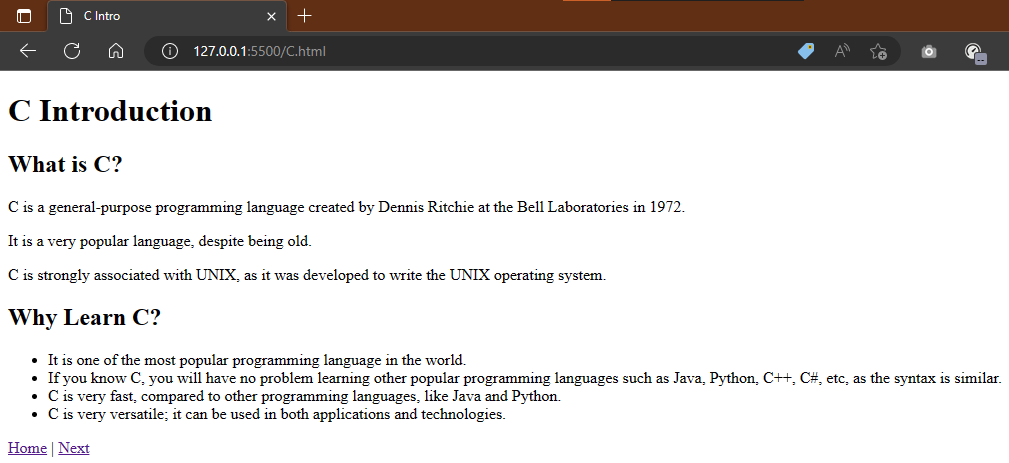 C Intro
127.0.0.1:5500/C.html
C Introduction
What is C?
C is a general-purpose programming language created by Dennis Ritchie at the Bell Laboratories in 1972.
It is a very popular language, despite being old.
C is strongly associated with UNIX, as it was developed to write the UNIX operating system.
Why Learn C?
It is one of the most popular programming language in the world.
If you know C, you will have no problem learning other popular programming languages such as Java, Python, C++, C#, etc, as the syntax is similar.
C is very fast, compared to other programming languages, like Java and Python.
C is very versatile; it can be used in both applications and technologies.
Home | Next